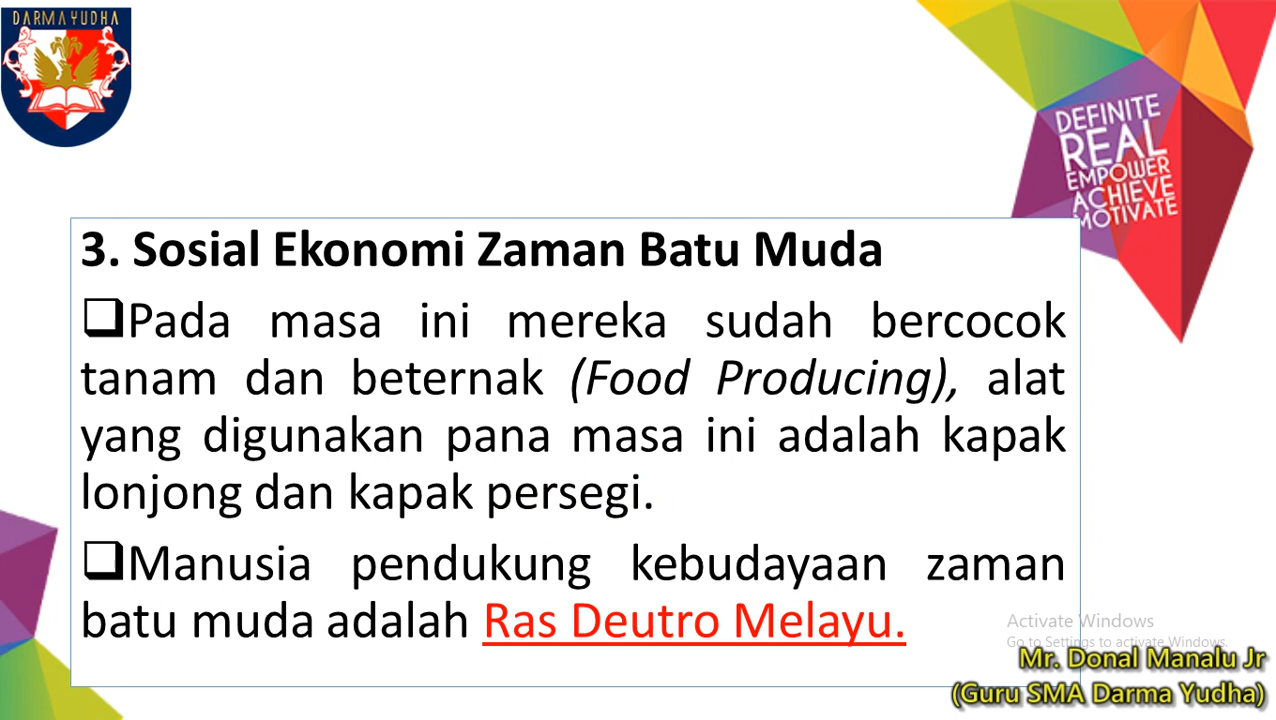 DARMAYUDHA
DEFINITE
REAL
EMPOWER
ACHIEVE
MOTIVATE
3. Sosial Ekonomi Zaman Batu Muda
❑Pada masa ini mereka sudah bercocok
tanam dan beternak (Food Producing), alat
yang digunakan pana masa ini adalah kapak
lonjong dan kapak persegi.
❑Manusia pendukung kebudayaan zaman
batu muda adalah Ras Deutro Melayu.
Activate Windows
Go to Settings to activate Windows.
Mr. Donal Manalu Jr
(Guru SMA Darma Yudha)